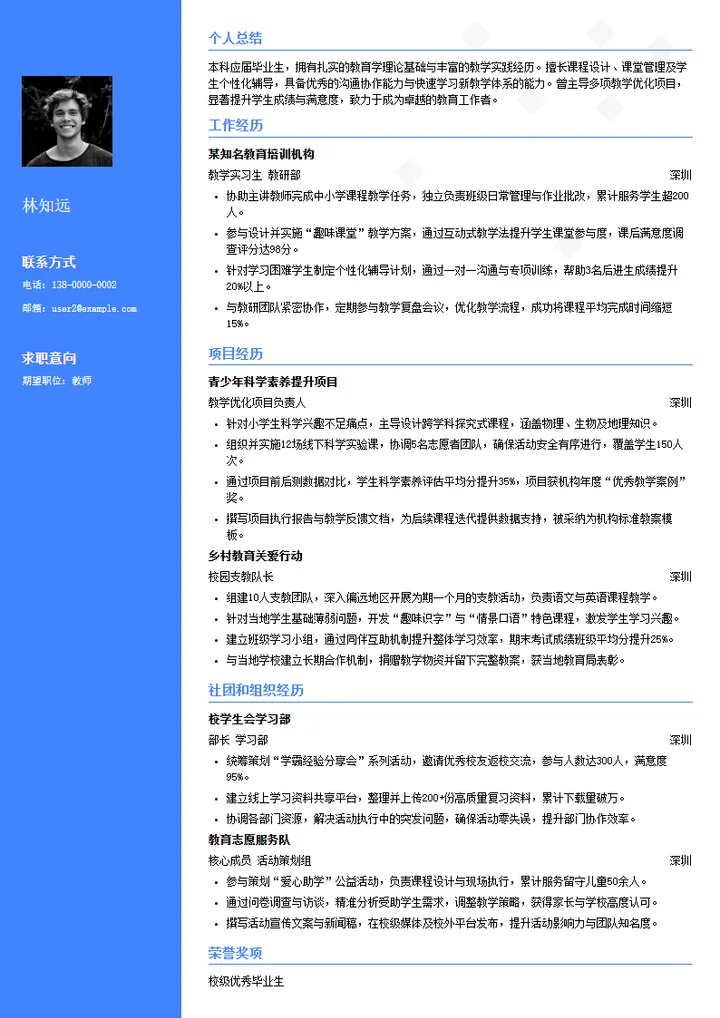 林知远
联系方式
电话：138-0000-0002
邮箱：user2@example.com
求职意向
期望职位：教师
个人总结
本科应届毕业生，拥有扎实的教育学理论基础与丰富的教学实践经历。擅长课程设计、课堂管理及学
生个性化辅导，具备优秀的沟通协作能力与快速学习新教学体系的能力。曾主导多项教学优化项目，
显著提升学生成绩与满意度，致力于成为卓越的教育工作者。
工作经历
某知名教育培训机构
教学实习生 教研部 深圳
• 协助主讲教师完成中小学课程教学任务，独立负责班级日常管理与作业批改，累计服务学生超200
人。
• 参与设计并实施“趣味课堂”教学方案，通过互动式教学法提升学生课堂参与度，课后满意度调
查评分达98分。
• 针对学习困难学生制定个性化辅导计划，通过一对一沟通与专项训练，帮助3名后进生成绩提升
20%以上。
• 与教研团队紧密协作，定期参与教学复盘会议，优化教学流程，成功将课程平均完成时间缩短
15%。
项目经历
青少年科学素养提升项目
教学优化项目负责人 深圳
• 针对小学生科学兴趣不足痛点，主导设计跨学科探究式课程，涵盖物理、生物及地理知识。
• 组织并实施12场线下科学实验课，协调5名志愿者团队，确保活动安全有序进行，覆盖学生150人
次。
• 通过项目前后测数据对比，学生科学素养评估平均分提升35%，项目获机构年度“优秀教学案例”
奖。
• 撰写项目执行报告与教学反馈文档，为后续课程迭代提供数据支持，被采纳为机构标准教案模
板。
乡村教育关爱行动
校园支教队长 深圳
• 组建10人支教团队，深入偏远地区开展为期一个月的支教活动，负责语文与英语课程教学。
• 针对当地学生基础薄弱问题，开发“趣味识字”与“情景口语”特色课程，激发学生学习兴趣。
• 建立班级学习小组，通过同伴互助机制提升整体学习效率，期末考试成绩班级平均分提升25%。
• 与当地学校建立长期合作机制，捐赠教学物资并留下完整教案，获当地教育局表彰。
社团和组织经历
校学生会学习部
部长 学习部 深圳
• 统筹策划“学霸经验分享会”系列活动，邀请优秀校友返校交流，参与人数达300人，满意度
95%。
• 建立线上学习资料共享平台，整理并上传200+份高质量复习资料，累计下载量破万。
• 协调各部门资源，解决活动执行中的突发问题，确保活动零失误，提升部门协作效率。
教育志愿服务队
核心成员 活动策划组 深圳
• 参与策划“爱心助学”公益活动，负责课程设计与现场执行，累计服务留守儿童50余人。
• 通过问卷调查与访谈，精准分析受助学生需求，调整教学策略，获得家长与学校高度认可。
• 撰写活动宣传文案与新闻稿，在校级媒体及校外平台发布，提升活动影响力与团队知名度。
荣誉奖项
校级优秀毕业生